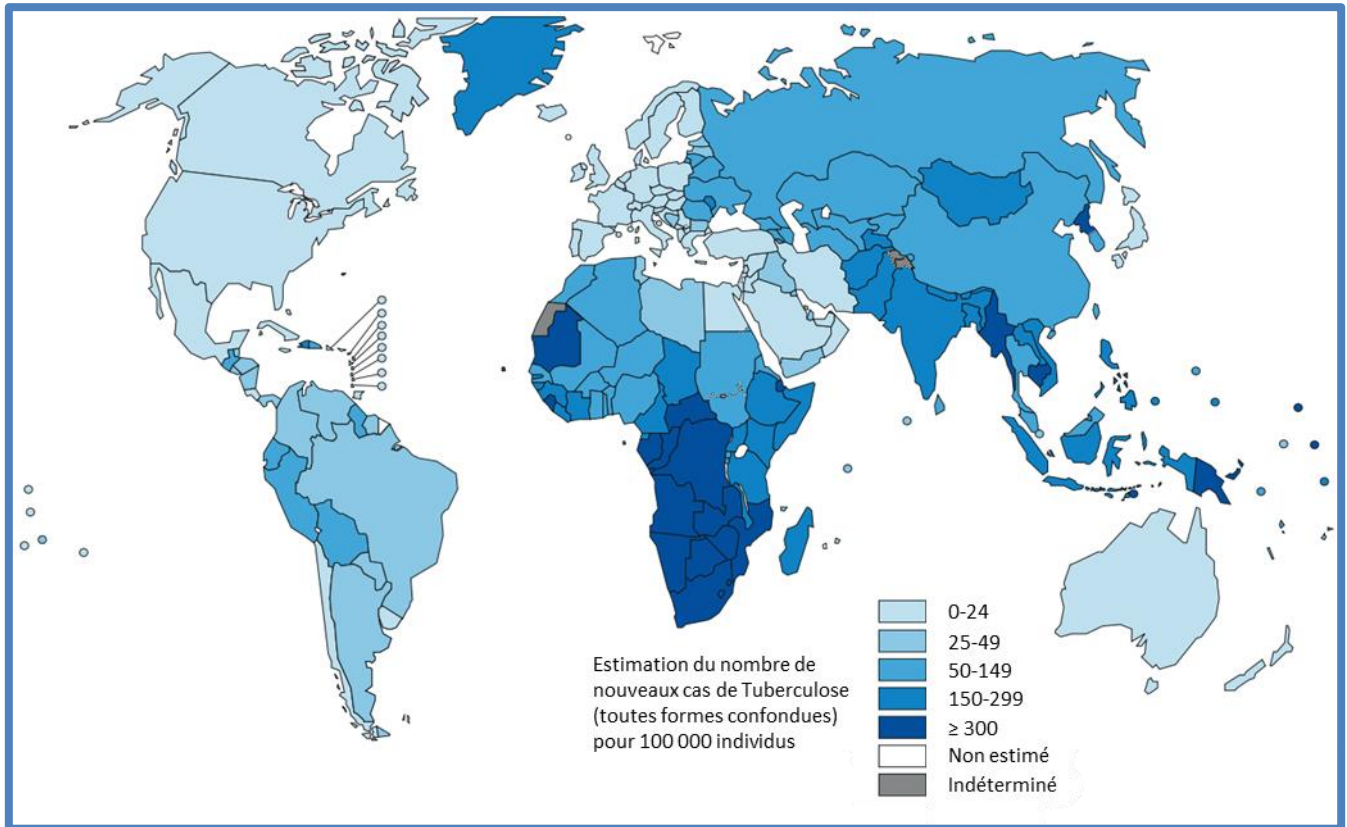 Estimation du nombre de
nouveaux cas de Tuberculose
(toutes formes confondues)
pour 100 000 individus
0-24
25-49
50-149
150-299
≥ 300
Non estimé
Indéterminé